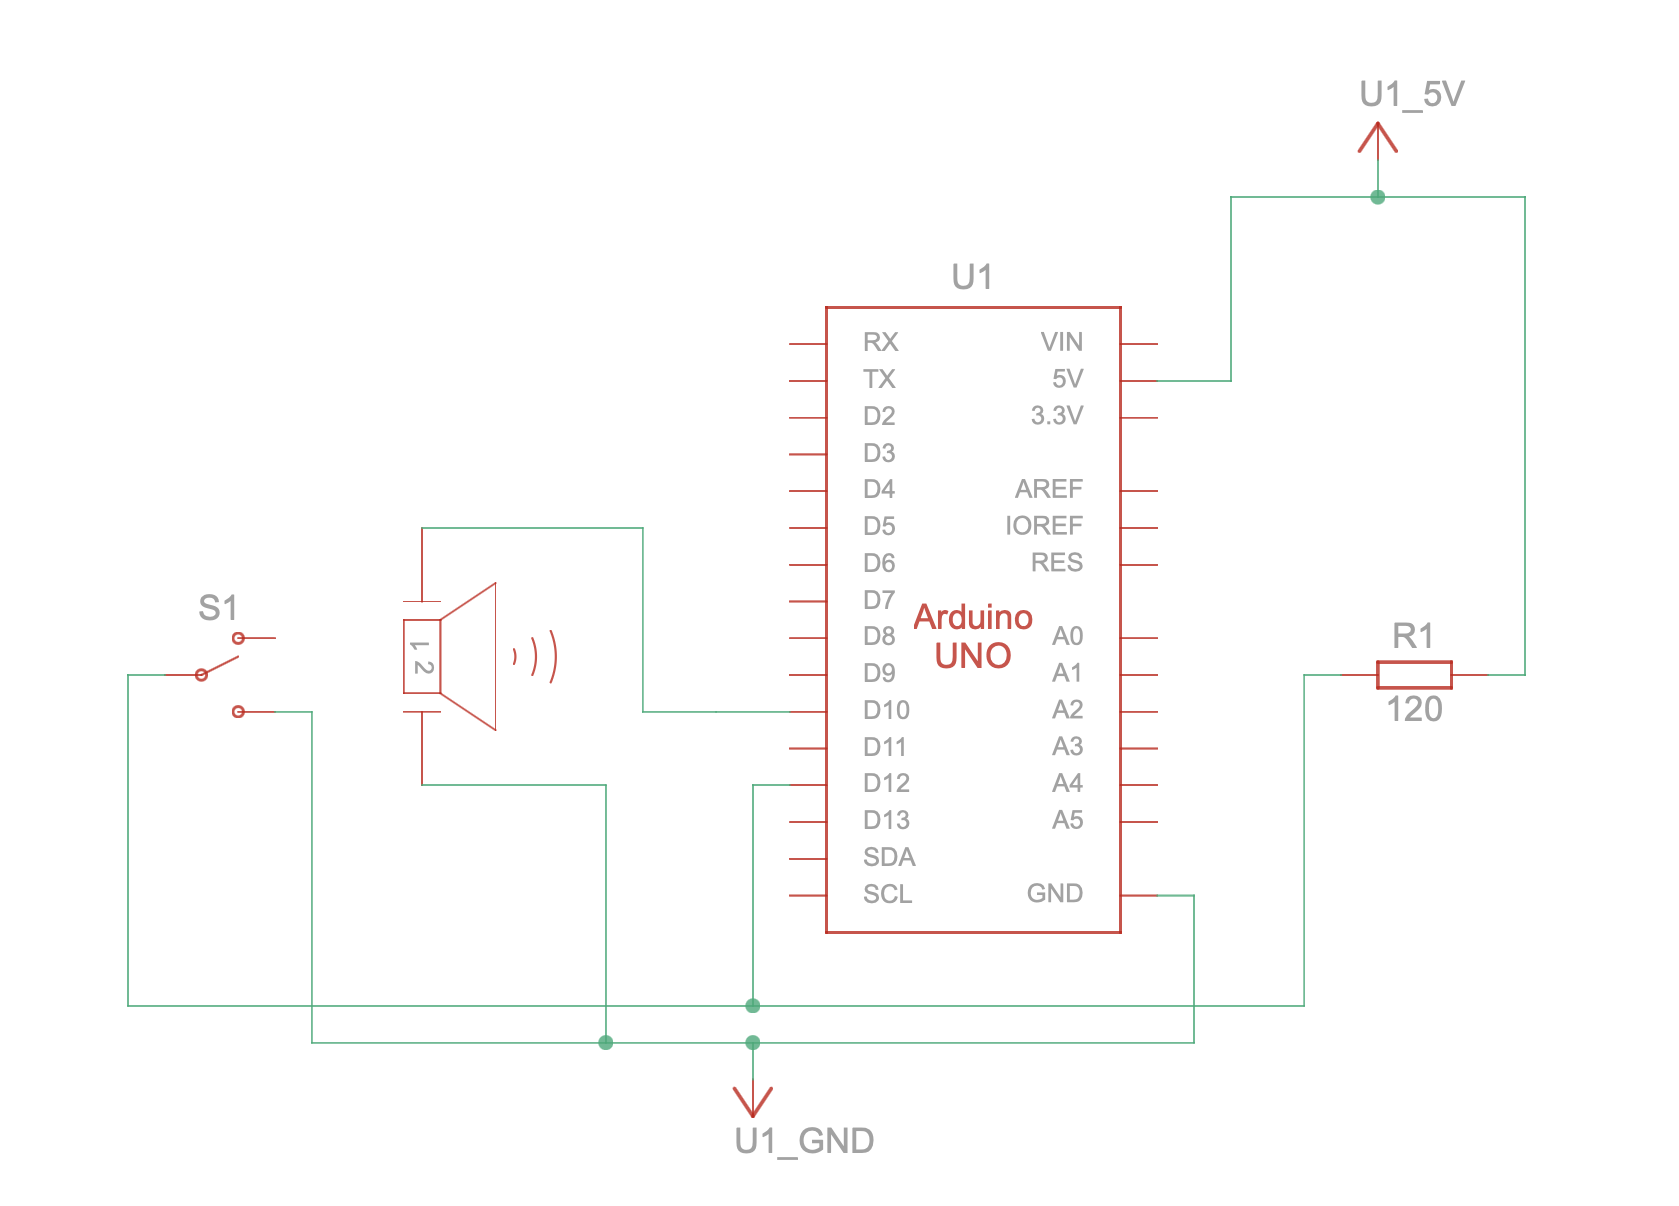 U1_5V
U1
RX VIN
TX 5V
D2 3.3V
D3
D4 AREF
D5 IOREF
D6 RES
D7
Arduino
UNO
D8 A0
D9 A1
D10 A2
D11 A3
D12 A4
D13 A5
SDA
SCL GND
S1
1
2
R1
120
U1_GND